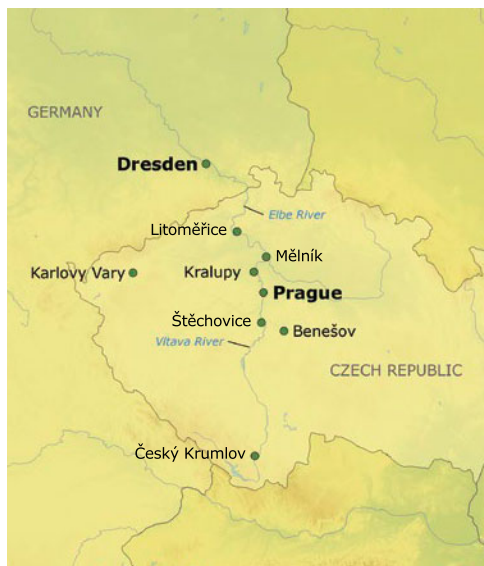 GERMANY
Dresden
Elbe River
Litoměřice
Mělník
Karlovy Vary
Kralupy
Prague
Štěchovice
Benešov
Vltava River
CZECH REPUBLIC
Český Krumlov